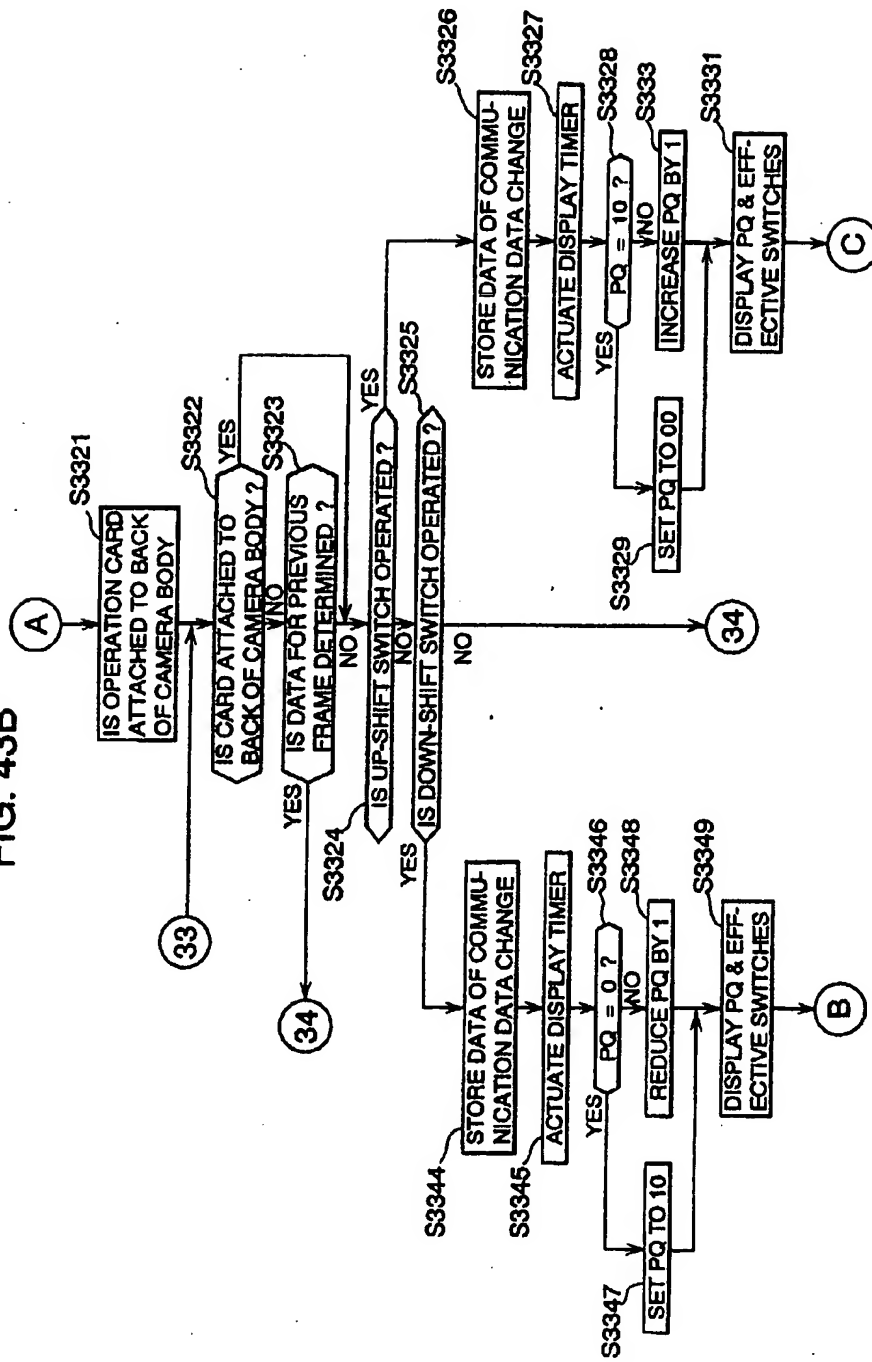 FIG. 43B
A
S3321
IS OPERATION CARD
ATTACHED TO BACK
OF CAMERA BODY
33
S3322
IS CARD ATTACHED TO
BACK OF CAMERA BODY ?
YES
NO
S3323
IS DATA FOR PREVIOUS
FRAME DETERMINED ?
YES
34
NO
S3324
IS UP-SHIFT SWITCH OPERATED ?
YES
NO
S3325
IS DOWN-SHIFT SWITCH OPERATED ?
YES
NO
34
S3344
STORE DATA OF COMMU-
NICATION DATA CHANGE
S3345
ACTUATE DISPLAY TIMER
S3346
PQ = 0 ?
YES
NO
S3347
SET PQ TO 10
S3348
REDUCE PQ BY 1
S3349
DISPLAY PQ & EFF-
ECTIVE SWITCHES
B
S3326
STORE DATA OF COMMU-
NICATION DATA CHANGE
S3327
ACTUATE DISPLAY TIMER
S3328
PQ = 10 ?
YES
NO
S3329
SET PQ TO 00
S333
INCREASE PQ BY 1
S3331
DISPLAY PQ & EFF-
ECTIVE SWITCHES
C